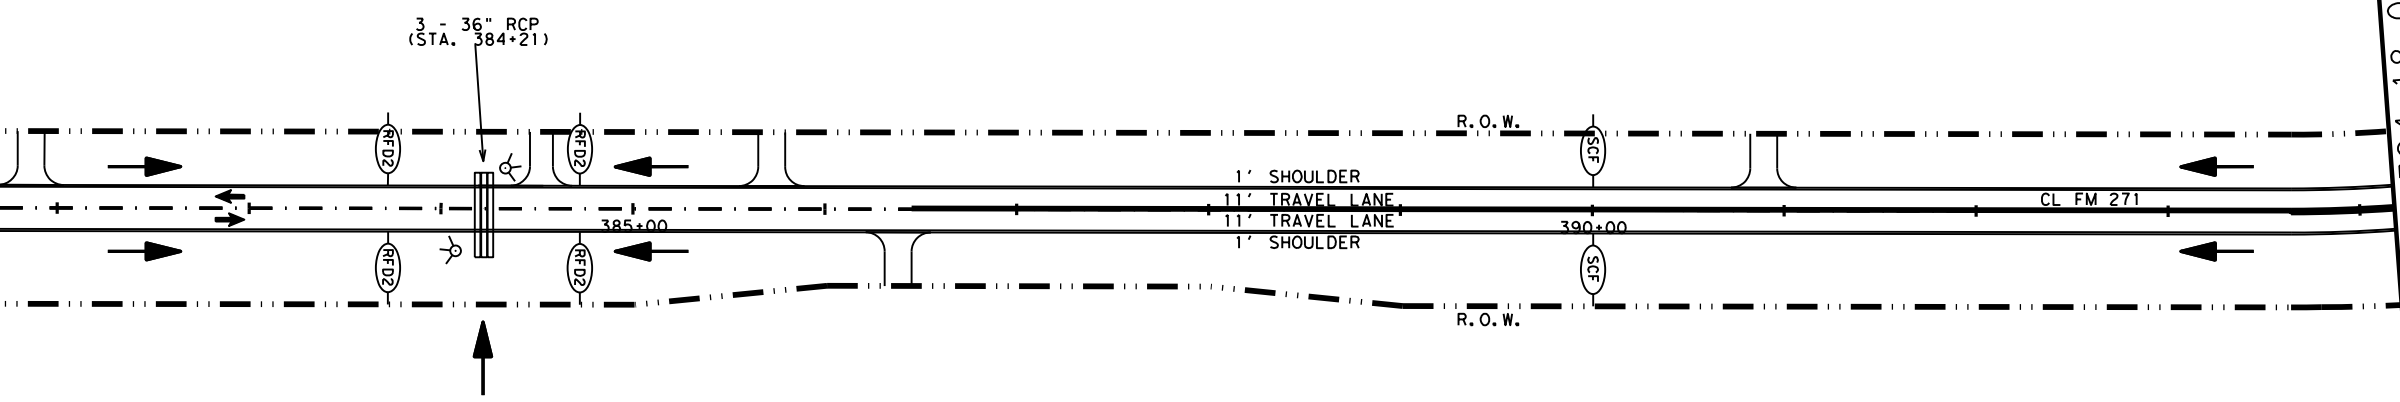 3 - 36" RCP
(STA. 384+21)
R.O.W.
RFD2
RFD2
SCF
1' SHOULDER
11' TRAVEL LANE
CL FM 271
11' TRAVEL LANE
385+00
390+00
1' SHOULDER
RFD2
RFD2
SCF
R.O.W.